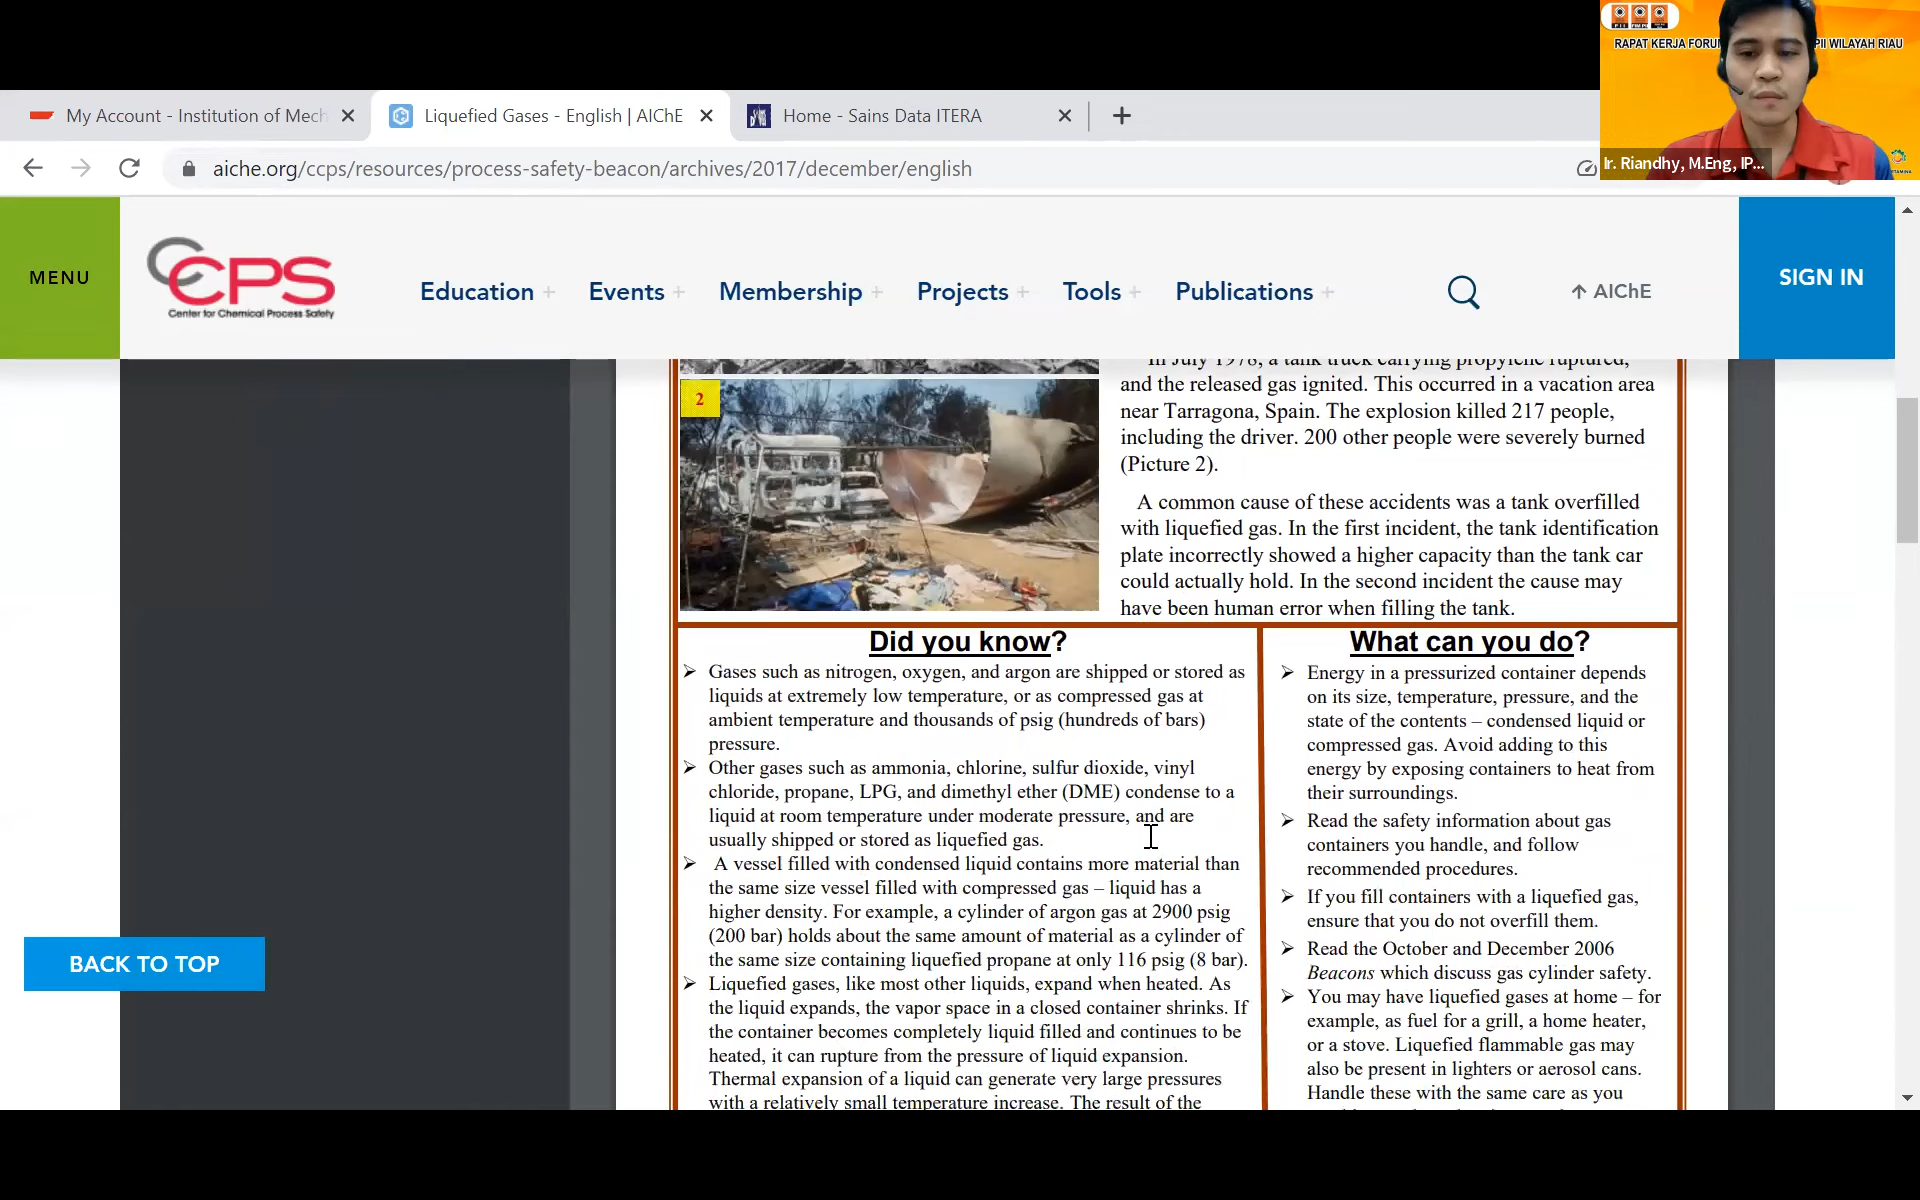 RAPAT KERJA FORU
PII WILAYAH RIAU
Ir. Riandhy, M.Eng, IP...
My Account - Institution of Mech
Liquefied Gases - English | AIChE
Home - Sains Data ITERA
aiche.org/ccps/resources/process-safety-beacon/archives/2017/december/english
MENU
CCPS
Center for Chemical Process Safety
Education +
Events +
Membership +
Projects +
Tools +
Publications +
↑ AIChE
SIGN IN
2
In July 1978, a tank truck carrying propylene ruptured,
and the released gas ignited. This occurred in a vacation area
near Tarragona, Spain. The explosion killed 217 people,
including the driver. 200 other people were severely burned
(Picture 2).
A common cause of these accidents was a tank overfilled
with liquefied gas. In the first incident, the tank identification
plate incorrectly showed a higher capacity than the tank car
could actually hold. In the second incident the cause may
have been human error when filling the tank.
Did you know?
➢ Gases such as nitrogen, oxygen, and argon are shipped or stored as
liquids at extremely low temperature, or as compressed gas at
ambient temperature and thousands of psig (hundreds of bars)
pressure.
➢ Other gases such as ammonia, chlorine, sulfur dioxide, vinyl
chloride, propane, LPG, and dimethyl ether (DME) condense to a
liquid at room temperature under moderate pressure, and are
usually shipped or stored as liquefied gas.
➢ A vessel filled with condensed liquid contains more material than
the same size vessel filled with compressed gas – liquid has a
higher density. For example, a cylinder of argon gas at 2900 psig
(200 bar) holds about the same amount of material as a cylinder of
the same size containing liquefied propane at only 116 psig (8 bar).
➢ Liquefied gases, like most other liquids, expand when heated. As
the liquid expands, the vapor space in a closed container shrinks. If
the container becomes completely liquid filled and continues to be
heated, it can rupture from the pressure of liquid expansion.
Thermal expansion of a liquid can generate very large pressures
with a relatively small temperature increase. The result of the
What can you do?
➢ Energy in a pressurized container depends
on its size, temperature, pressure, and the
state of the contents – condensed liquid or
compressed gas. Avoid adding to this
energy by exposing containers to heat from
their surroundings.
➢ Read the safety information about gas
containers you handle, and follow
recommended procedures.
➢ If you fill containers with a liquefied gas,
ensure that you do not overfill them.
➢ Read the October and December 2006
Beacons which discuss gas cylinder safety.
➢ You may have liquefied gases at home – for
example, as fuel for a grill, a home heater,
or a stove. Liquefied flammable gas may
also be present in lighters or aerosol cans.
Handle these with the same care as you
BACK TO TOP